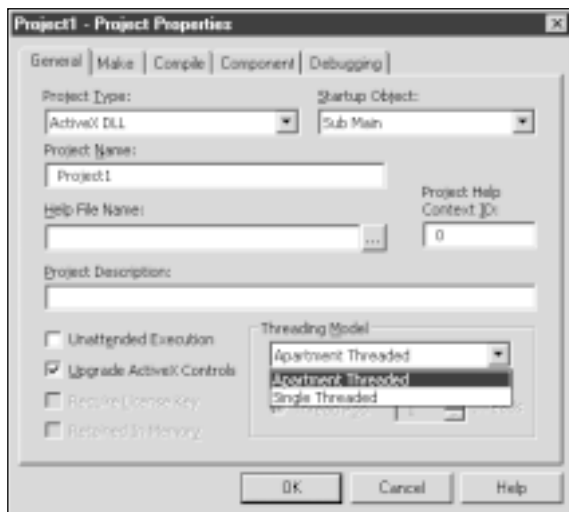 Project1 - Project Properties
General
Make
Compile
Component
Debugging
Project Type:
Startup Object:
ActiveX DLL
Sub Main
Project Name:
Project1
Project Help
Context ID:
Help File Name:
0
...
Project Description:
Unattended Execution
Upgrade ActiveX Controls
Require License Key
Retained In Memory
Threading Model
Apartment Threaded
Apartment Threaded
Single Threaded
OK
Cancel
Help